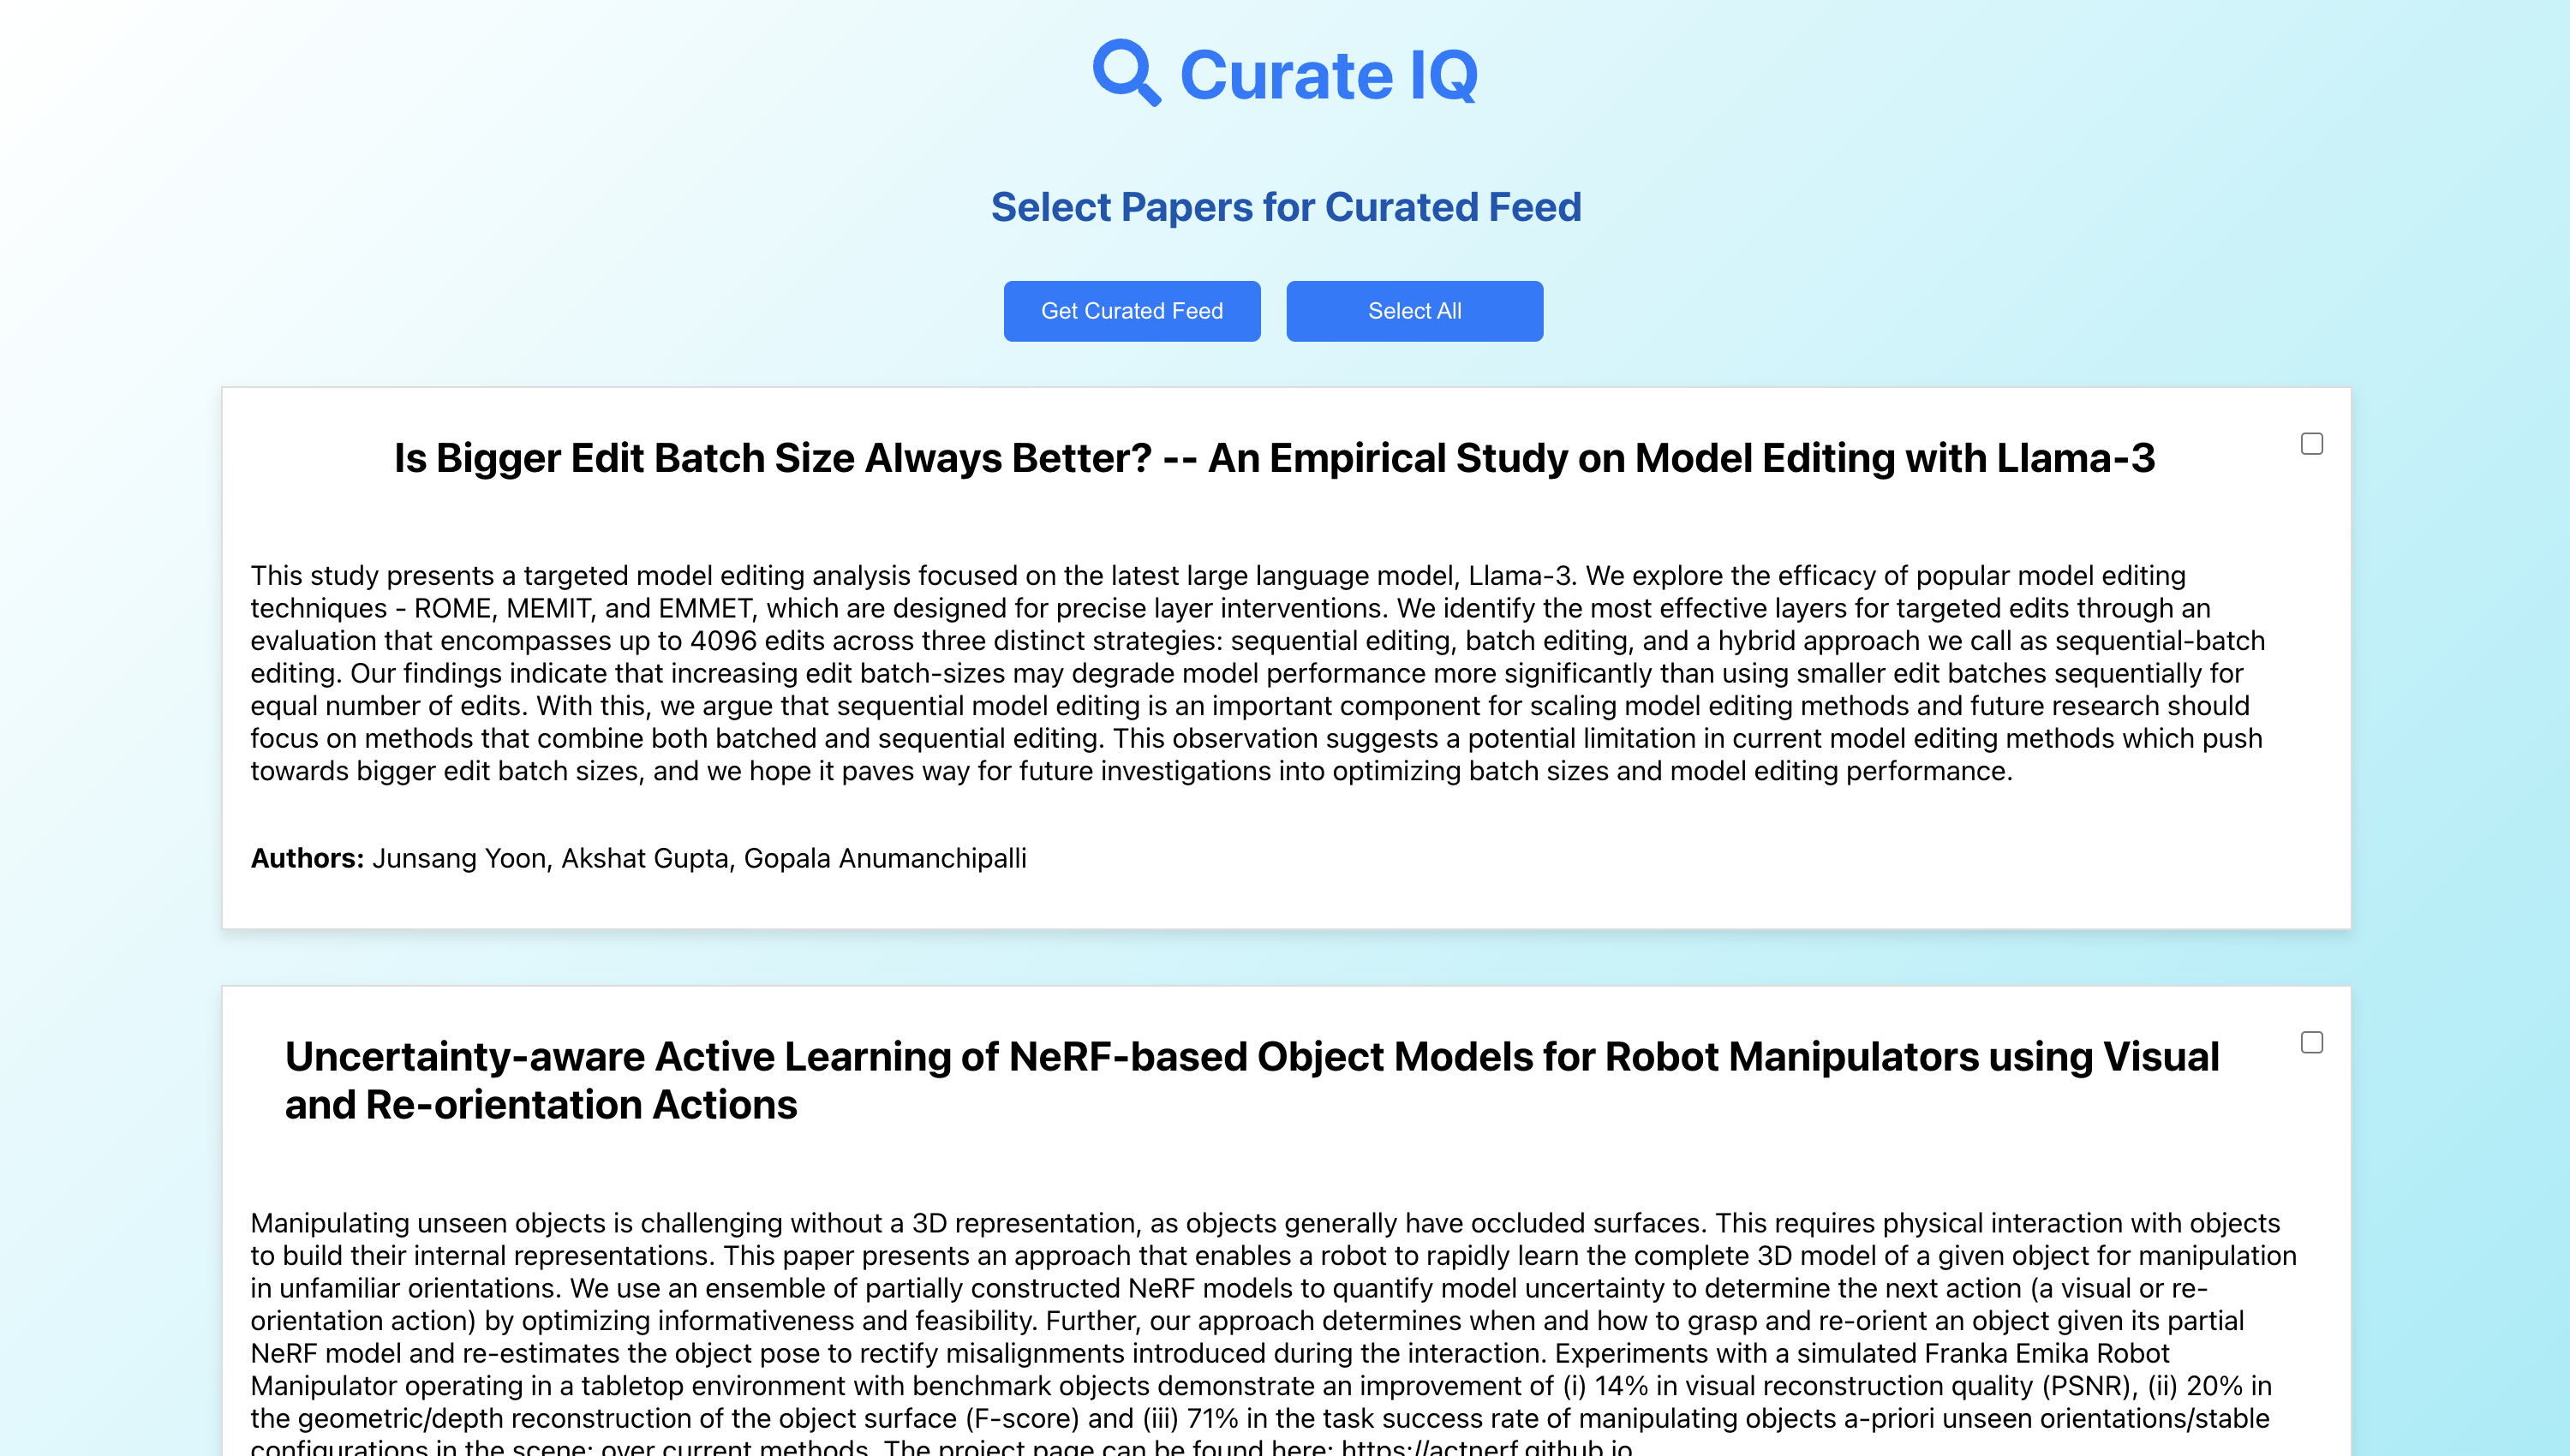 Curate IQ
Select Papers for Curated Feed
Get Curated Feed
Select All
Is Bigger Edit Batch Size Always Better? -- An Empirical Study on Model Editing with Llama-3
This study presents a targeted model editing analysis focused on the latest large language model, Llama-3. We explore the efficacy of popular model editing
techniques - ROME, MEMIT, and EMMET, which are designed for precise layer interventions. We identify the most effective layers for targeted edits through an
evaluation that encompasses up to 4096 edits across three distinct strategies: sequential editing, batch editing, and a hybrid approach we call as sequential-batch
editing. Our findings indicate that increasing edit batch-sizes may degrade model performance more significantly than using smaller edit batches sequentially for
equal number of edits. With this, we argue that sequential model editing is an important component for scaling model editing methods and future research should
focus on methods that combine both batched and sequential editing. This observation suggests a potential limitation in current model editing methods which push
towards bigger edit batch sizes, and we hope it paves way for future investigations into optimizing batch sizes and model editing performance.
Authors: Junsang Yoon, Akshat Gupta, Gopala Anumanchipalli
Uncertainty-aware Active Learning of NeRF-based Object Models for Robot Manipulators using Visual
and Re-orientation Actions
Manipulating unseen objects is challenging without a 3D representation, as objects generally have occluded surfaces. This requires physical interaction with objects
to build their internal representations. This paper presents an approach that enables a robot to rapidly learn the complete 3D model of a given object for manipulation
in unfamiliar orientations. We use an ensemble of partially constructed NeRF models to quantify model uncertainty to determine the next action (a visual or re-
orientation action) by optimizing informativeness and feasibility. Further, our approach determines when and how to grasp and re-orient an object given its partial
NeRF model and re-estimates the object pose to rectify misalignments introduced during the interaction. Experiments with a simulated Franka Emika Robot
Manipulator operating in a tabletop environment with benchmark objects demonstrate an improvement of (i) 14% in visual reconstruction quality (PSNR), (ii) 20% in
the geometric/depth reconstruction of the object surface (F-score) and (iii) 71% in the task success rate of manipulating objects a-priori unseen orientations/stable
configurations in the scene; over current methods. The project page can be found here: https://actnerf.github.io.